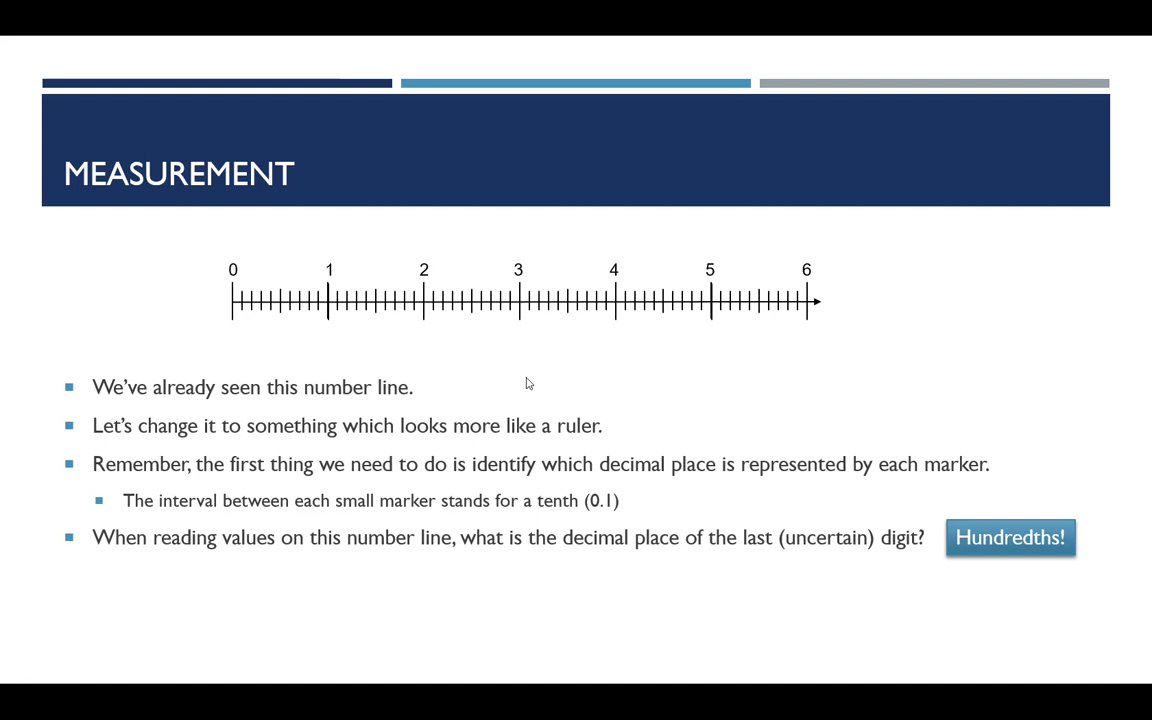 MEASUREMENT
0 1 2 3 4 5 6
We've already seen this number line.
Let's change it to something which looks more like a ruler.
Remember, the first thing we need to do is identify which decimal place is represented by each marker.
The interval between each small marker stands for a tenth (0.1)
When reading values on this number line, what is the decimal place of the last (uncertain) digit? Hundredths!